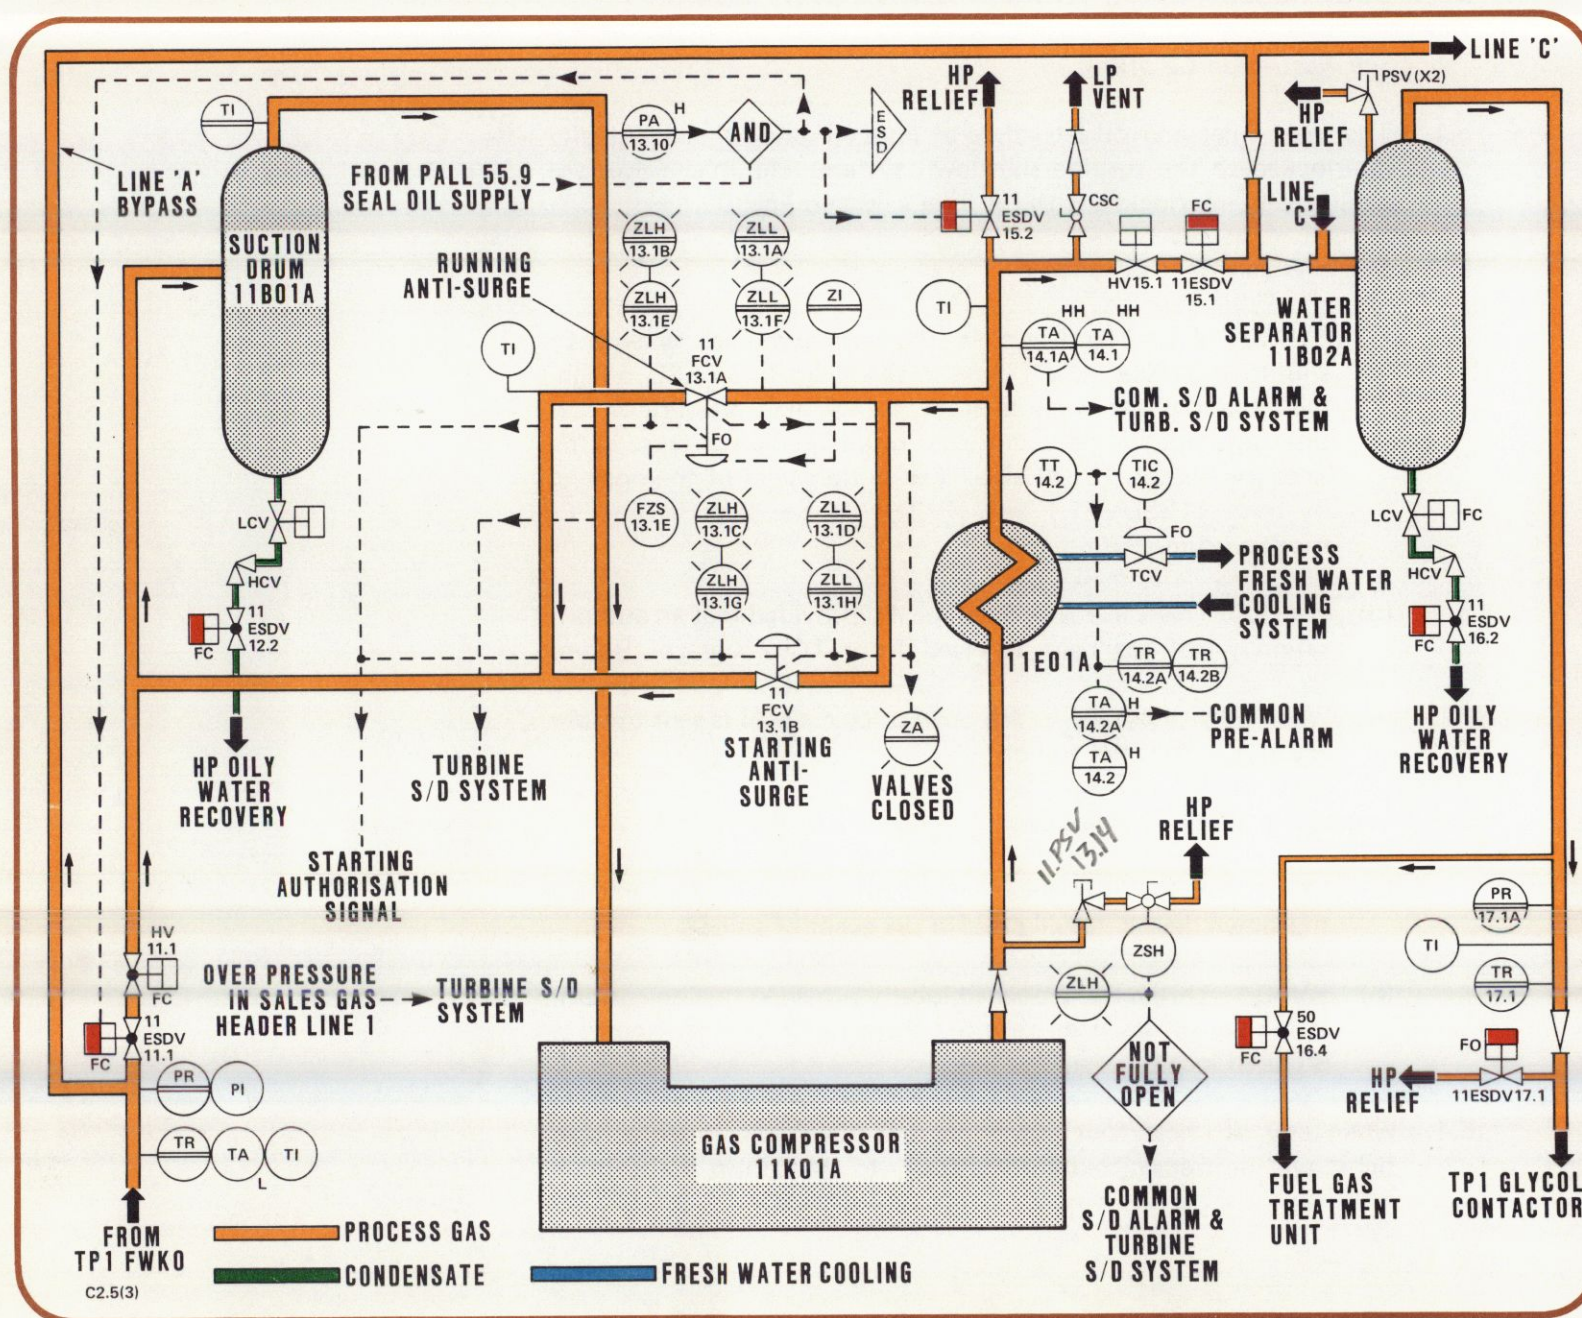 LINE 'C'
HP
RELIEF
LP
VENT
PSV (X2)
HP
RELIEF
TI
PA
13.10
H
AND
ESD
LINE 'A'
BYPASS
FROM PALL 55.9
SEAL OIL SUPPLY
11
ESDV
15.2
CSC
FC
LINE
'C'
SUCTION
DRUM
11B01A
ZLH
13.1B
ZLL
13.1A
RUNNING
ANTI-SURGE
ZLH
13.1E
ZLL
13.1F
ZI
TI
HV15.1
11ESDV
15.1
WATER
SEPARATOR
11B02A
TI
11
FCV
13.1A
HH
HH
TA
14.1A
TA
14.1
COM. S/D ALARM &
TURB. S/D SYSTEM
FO
TT
14.2
TIC
14.2
LCV
FZS
13.1E
ZLH
13.1C
ZLL
13.1D
FO
TCV
LCV
FC
PROCESS
FRESH WATER
COOLING
SYSTEM
HCV
ZLH
13.1G
ZLL
13.1H
HCV
11
ESDV
12.2
FC
11
ESDV
16.2
FC
11E01A
TR
14.2A
TR
14.2B
11
FCV
13.1B
STARTING
ANTI-
SURGE
ZA
VALVES
CLOSED
TA
14.2A
H
COMMON
PRE-ALARM
TA
14.2
H
HP OILY
WATER
RECOVERY
TURBINE
S/D SYSTEM
HP OILY
WATER
RECOVERY
HP
RELIEF
11.PSV
13.14
STARTING
AUTHORISATION
SIGNAL
HV
11.1
FC
OVER PRESSURE
IN SALES GAS
HEADER LINE 1
TURBINE S/D
SYSTEM
11
ESDV
11.1
FC
ZSH
ZLH
PR
17.1A
TI
TR
17.1
NOT
FULLY
OPEN
50
ESDV
16.4
FC
FO
HP
RELIEF
11ESDV17.1
PR
PI
TR
TA
L
TI
GAS COMPRESSOR
11K01A
FROM
TP1 FWKO
C2.5(3)
PROCESS GAS
CONDENSATE
FRESH WATER COOLING
COMMON
S/D ALARM &
TURBINE
S/D SYSTEM
FUEL GAS
TREATMENT
UNIT
TP1 GLYCOL
CONTACTOR